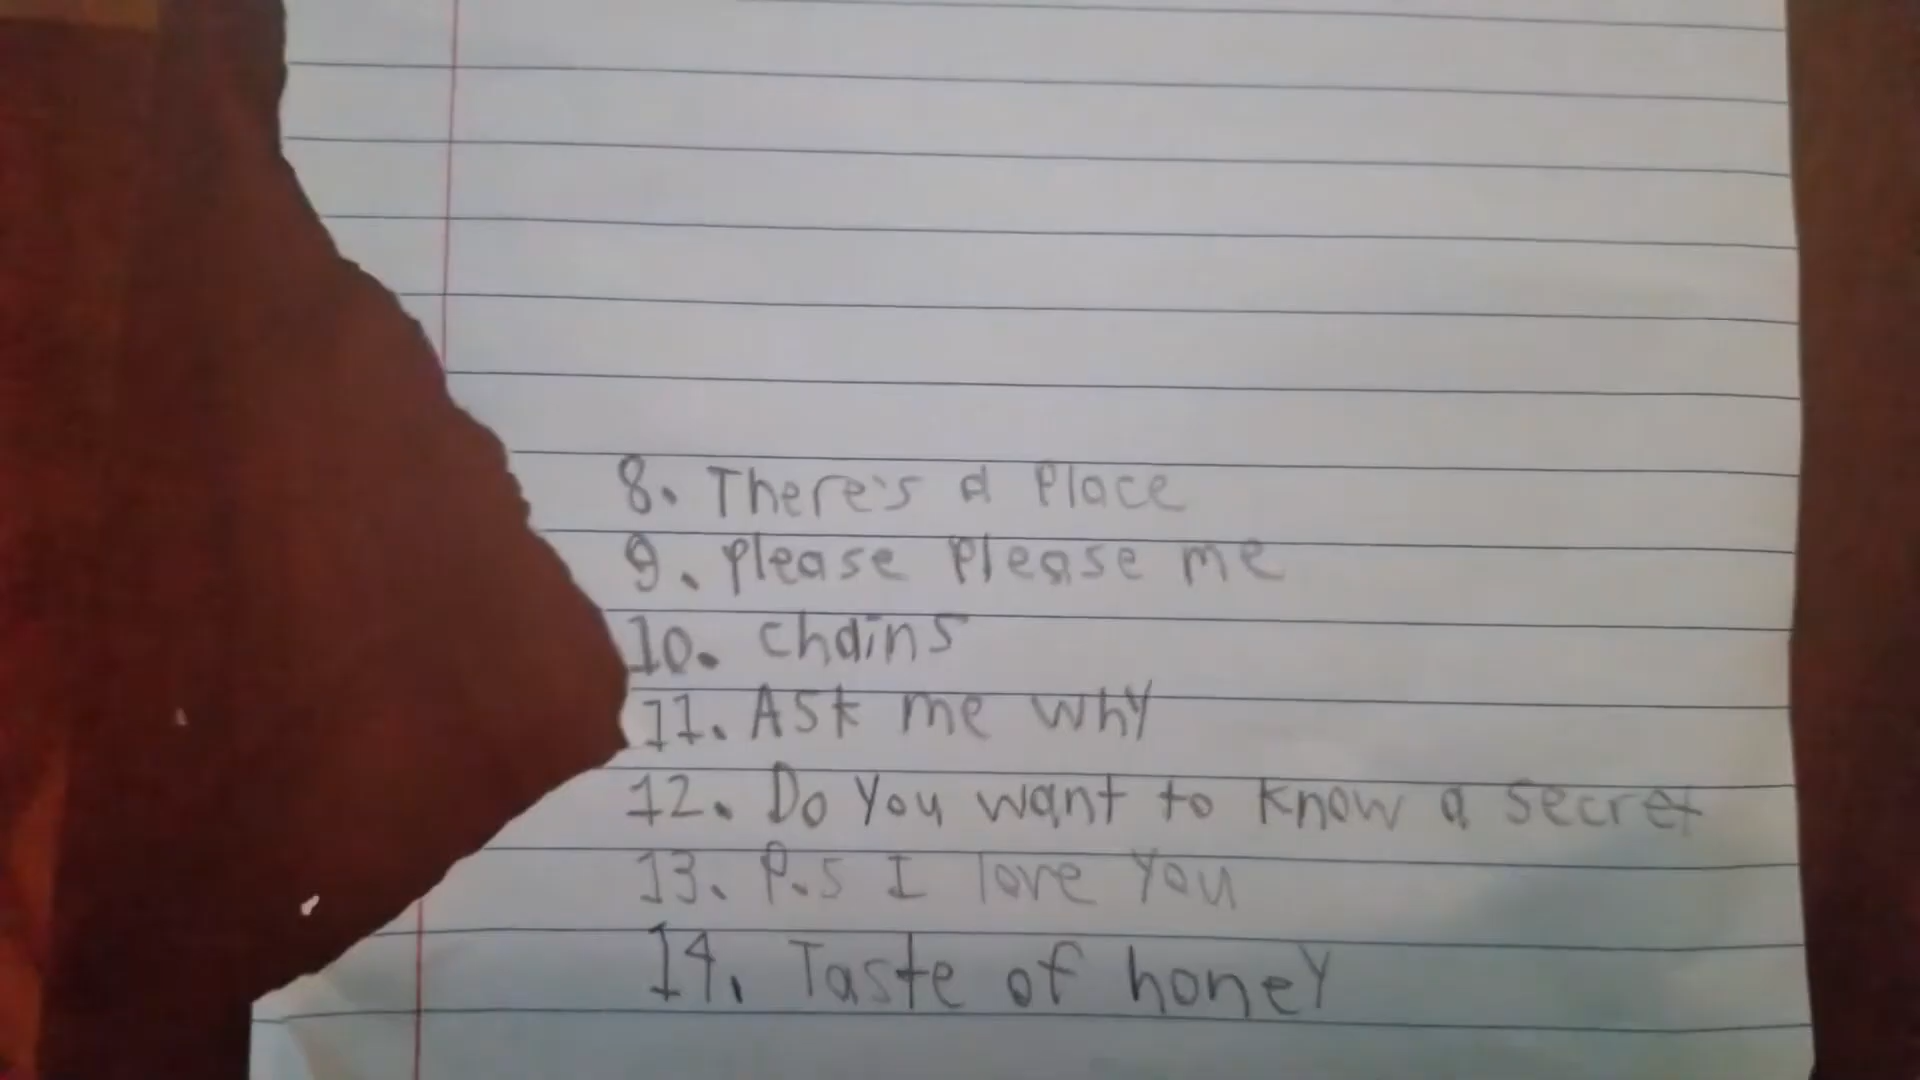 8. There's a Place
9. Please Please me
10. chains
11. ASk me why
12. Do You want to know a secret
13. P.s I love You
14. Taste of honey